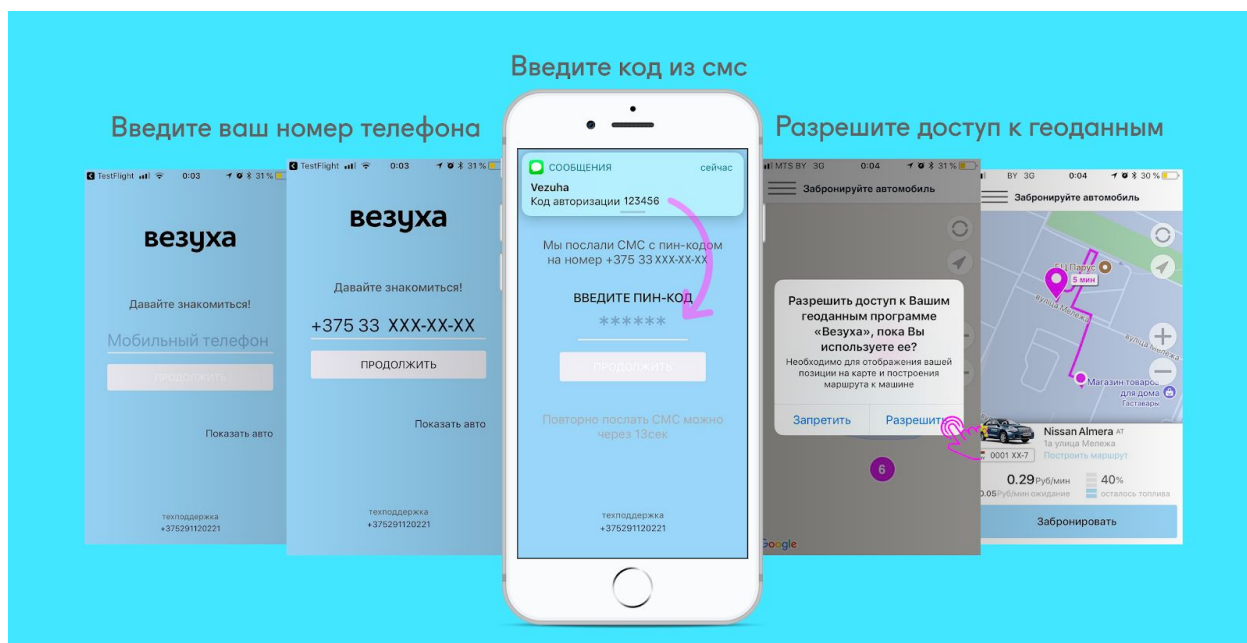 Введите код из смс
Введите ваш номер телефона
Разрешите доступ к геоданным
TestFlight 0:03 31 %
везуха
Давайте знакомиться!
Мобильный телефон
ПРОДОЛЖИТЬ
Показать авто
техподдержка
+375291120221
TestFlight 0:03 31 %
везуха
Давайте знакомиться!
+375 33 XXX-XX-XX
ПРОДОЛЖИТЬ
Показать авто
техподдержка
+375291120221
СООБЩЕНИЯ сейчас
Vezuha
Код авторизации 123456
Мы послали СМС с пин-кодом
на номер +375 33 XXX-XX-XX
ВВЕДИТЕ ПИН-КОД
******
ПРОДОЛЖИТЬ
Повторно послать СМС можно
через 13сек
техподдержка
+375291120221
MTS BY 3G 0:04 31 %
Забронируйте автомобиль
Разрешить доступ к Вашим
геоданным программе
«Везуха», пока Вы
используете ее?
Необходимо для отображения вашей
позиции на карте и построения
маршрута к машине
Запретить Разрешить
6
Google
BY 3G 0:04 30 %
Забронируйте автомобиль
БЦ Парус
5 мин
вуліца Мележа
вуліца Мележа
Магазин товаров
для дома
Гаставары
Nissan Almera AT
1а улица Мележа
0001 XX-7 Построить маршрут
0.29 Руб/мин 40%
0.05 Руб/мин ожидание осталось топлива
Забронировать